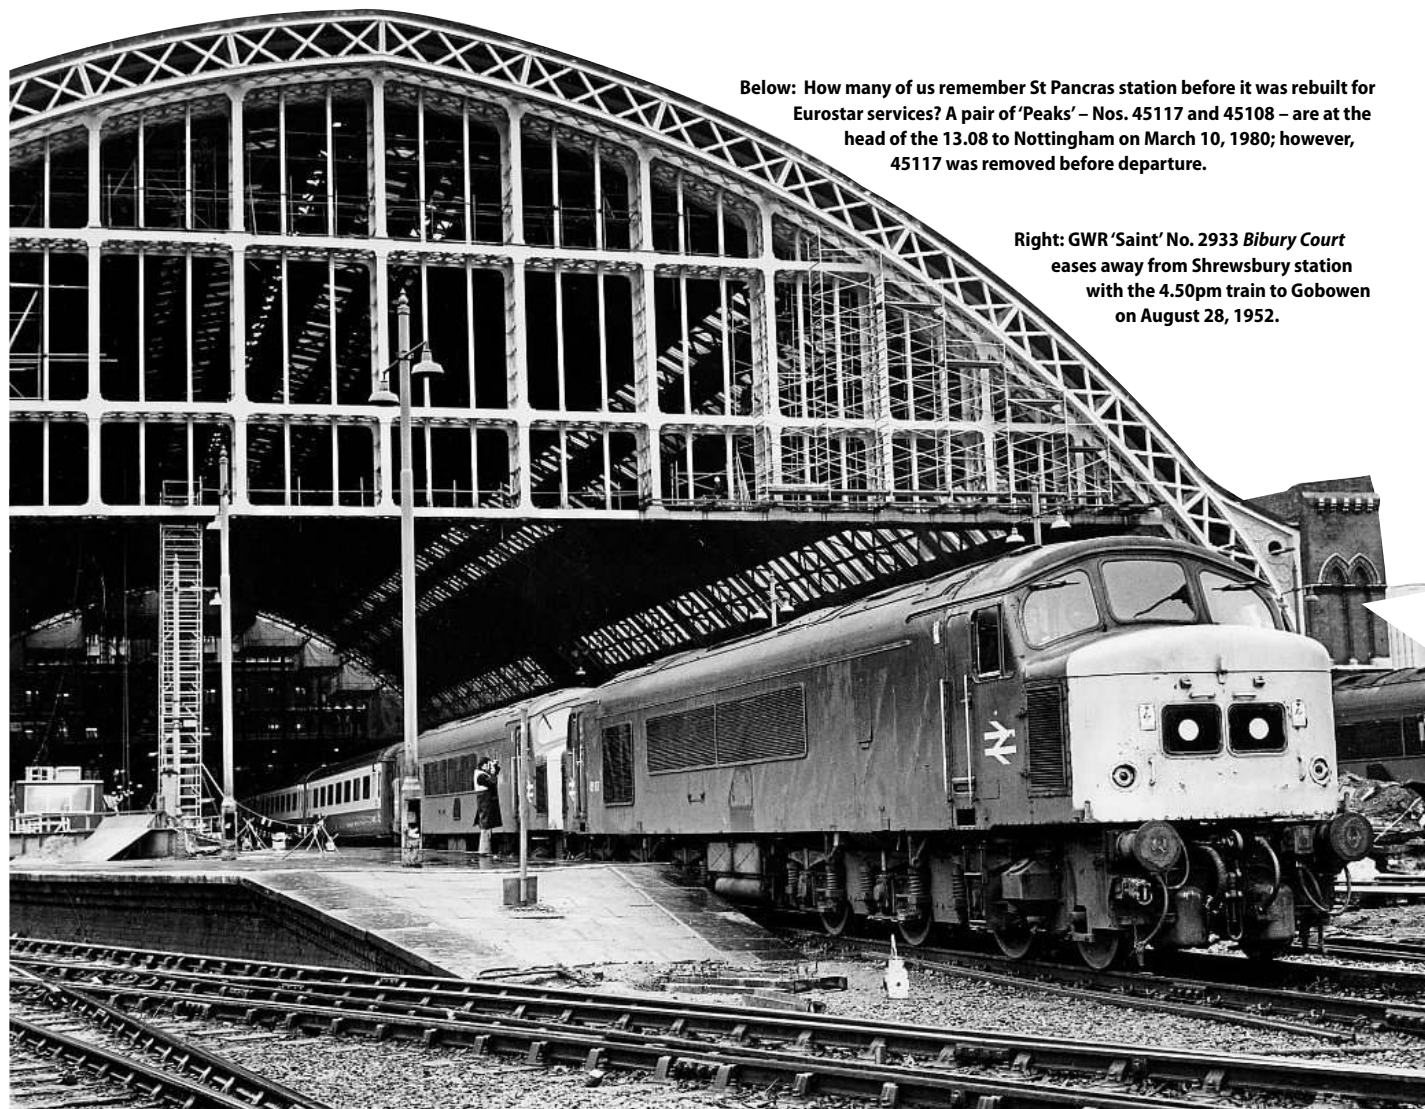 Below: How many of us remember St Pancras station before it was rebuilt for
Eurostar services? A pair of ‘Peaks’ – Nos. 45117 and 45108 – are at the
head of the 13.08 to Nottingham on March 10, 1980; however,
45117 was removed before departure.
Right: GWR ‘Saint’ No. 2933 Bibury Court
eases away from Shrewsbury station
with the 4.50pm train to Gobowen
on August 28, 1952.